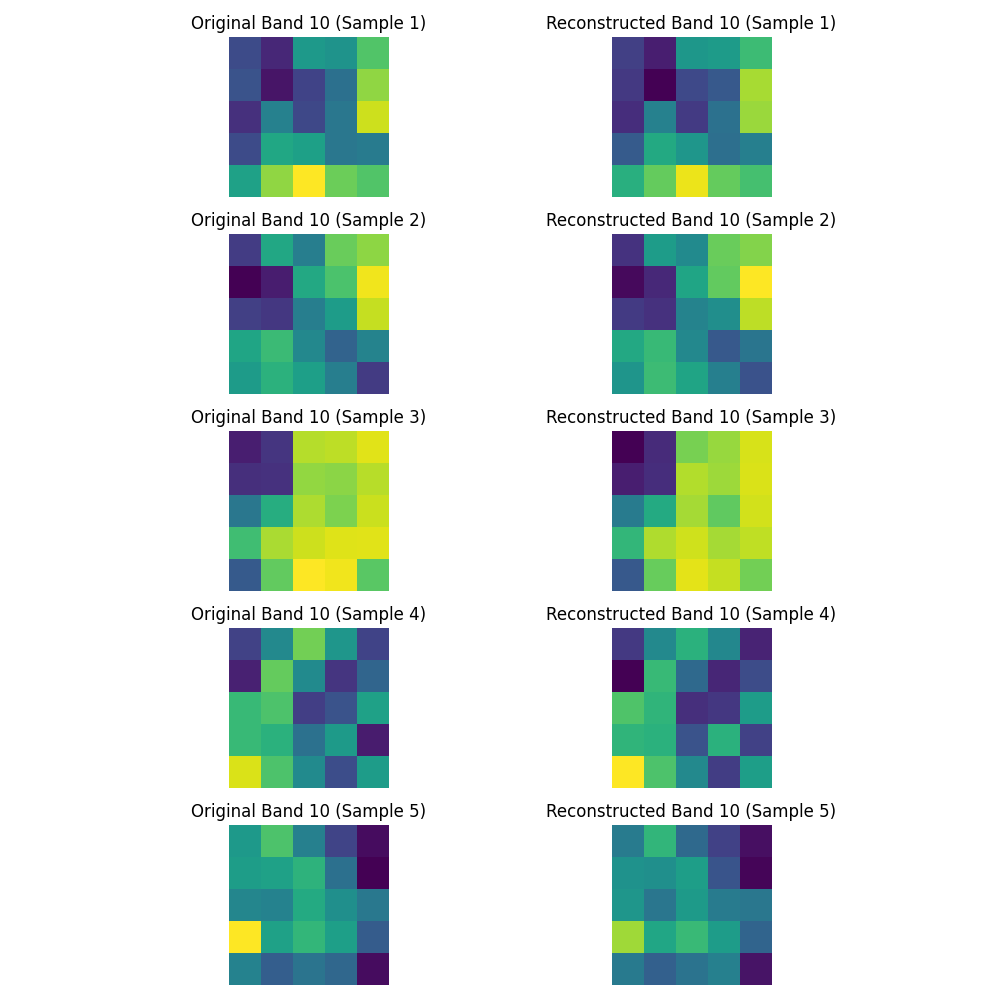 Original Band 10 (Sample 1)
Reconstructed Band 10 (Sample 1)
Original Band 10 (Sample 2)
Reconstructed Band 10 (Sample 2)
Original Band 10 (Sample 3)
Reconstructed Band 10 (Sample 3)
Original Band 10 (Sample 4)
Reconstructed Band 10 (Sample 4)
Original Band 10 (Sample 5)
Reconstructed Band 10 (Sample 5)